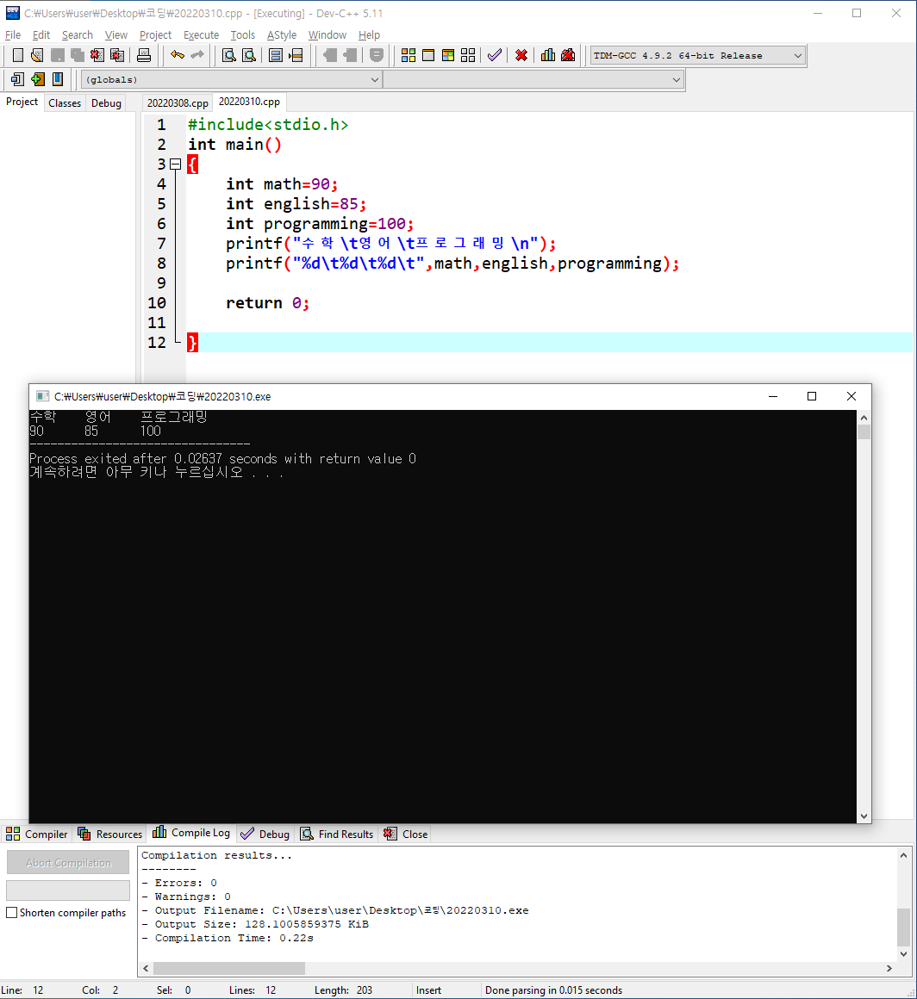 C:₩Users₩user₩Desktop₩코딩₩20220310.cpp - [Executing] - Dev-C++ 5.11
File Edit Search View Project Execute Tools AStyle Window Help
TDM-GCC 4.9.2 64-bit Release
(globals)
Project Classes Debug 20220308.cpp 20220310.cpp
1 #include<stdio.h>
2 int main()
3 {
4 int math=90;
5 int english=85;
6 int programming=100;
7 printf("수 학 \t영 어 \t프 로 그 래 밍 \n");
8 printf("%d\t%d\t%d\t",math,english,programming);
9
10 return 0;
11
12 }
C:₩Users₩user₩Desktop₩코딩₩20220310.exe
수학 영어 프로그래밍
90 85 100
--------------------------------
Process exited after 0.02637 seconds with return value 0
계속하려면 아무 키나 누르십시오 . . .
Compiler Resources Compile Log Debug Find Results Close
Abort Compilation
Shorten compiler paths
Compilation results...
--------
- Errors: 0
- Warnings: 0
- Output Filename: C:\Users\user\Desktop\코딩\20220310.exe
- Output Size: 128.1005859375 KiB
- Compilation Time: 0.22s
Line: 12 Col: 2 Sel: 0 Lines: 12 Length: 203 Insert Done parsing in 0.015 seconds